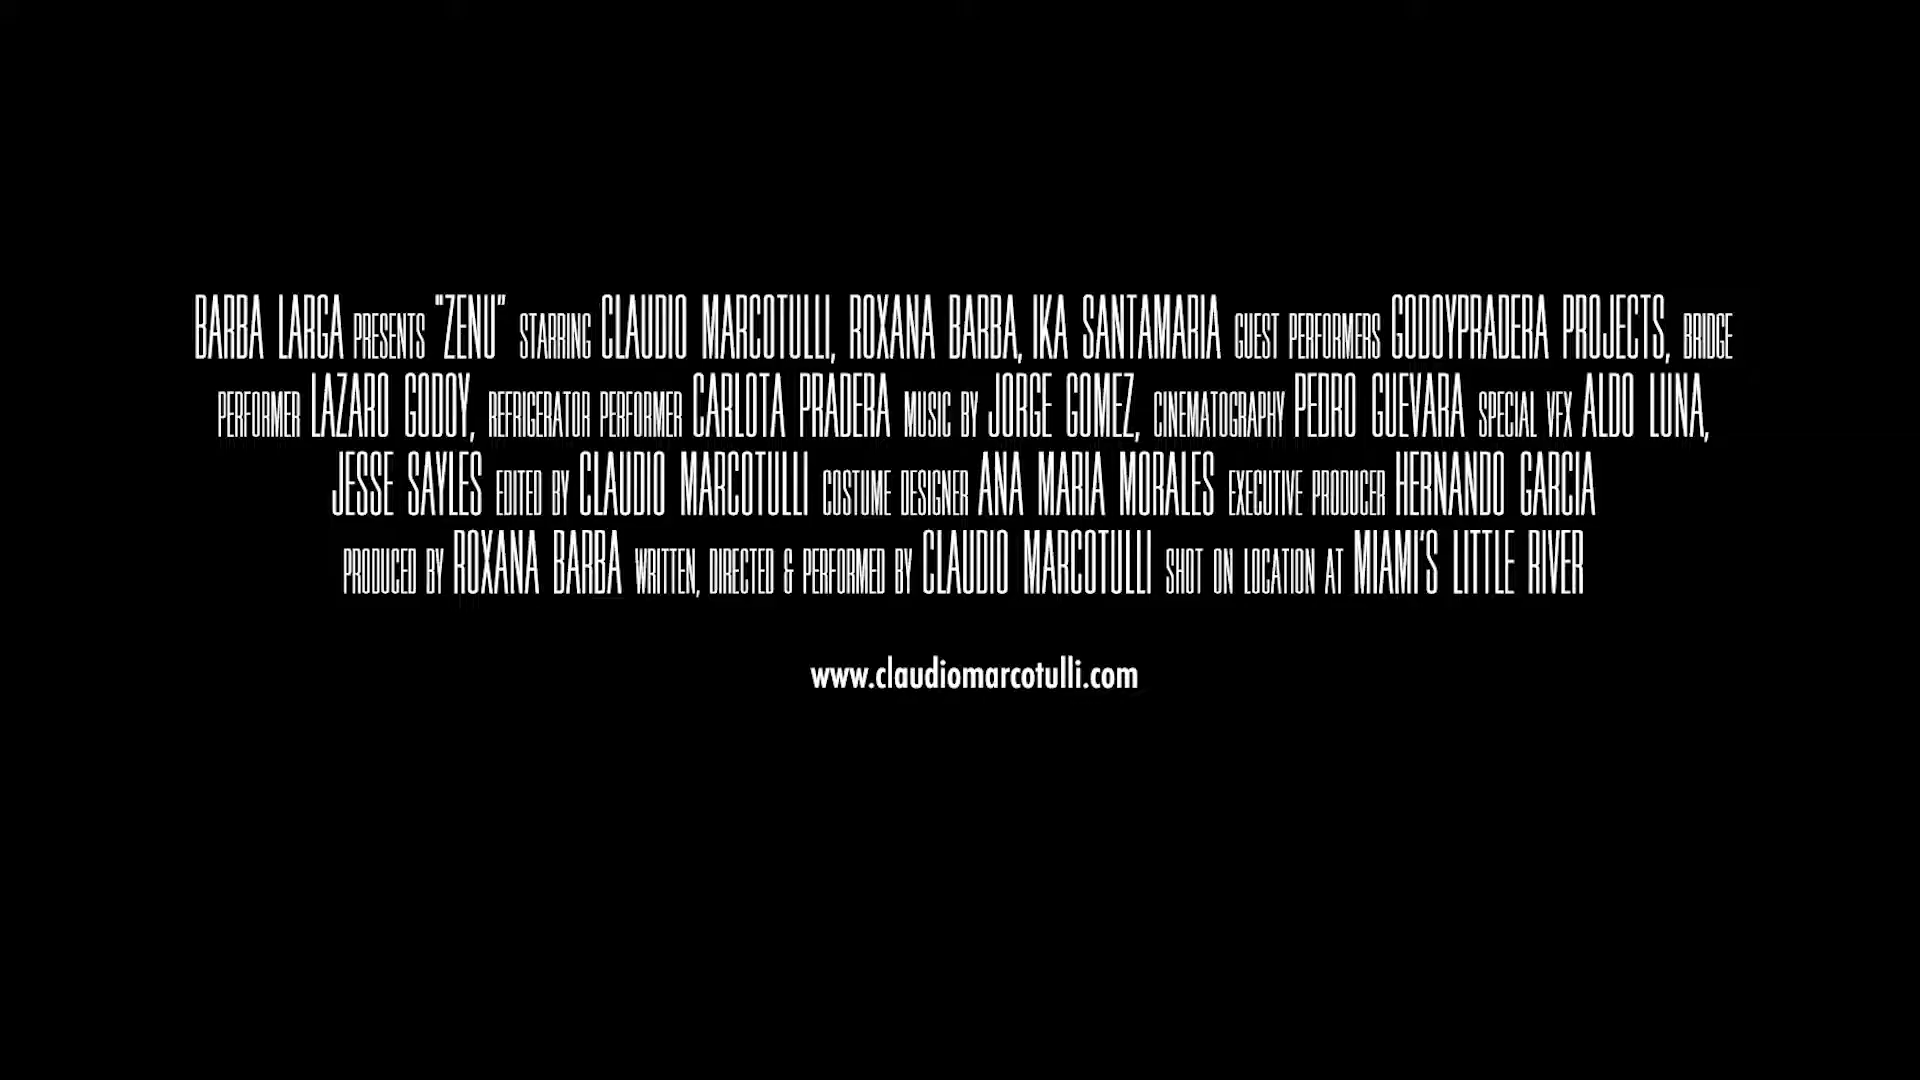 BARBA LARGA PRESENTS "ZENU" STARRING CLAUDIO MARCOTULLI, ROXANA BARBA, IKA SANTAMARIA GUEST PERFORMERS GODOYPRADERA PROJECTS, BRIDGE
PERFORMER LAZARO GODOY, REFRIGERATOR PERFORMER CARLOTA PRADERA MUSIC BY JORGE GOMEZ, CINEMATOGRAPHY PEDRO GUEVARA SPECIAL VFX ALDO LUNA,
JESSE SAYLES EDITED BY CLAUDIO MARCOTULLI COSTUME DESIGNER ANA MARIA MORALES EXECUTIVE PRODUCER HERNANDO GARCIA
PRODUCED BY ROXANA BARBA WRITTEN, DIRECTED & PERFORMED BY CLAUDIO MARCOTULLI SHOT ON LOCATION AT MIAMI'S LITTLE RIVER
www.claudiomarcotulli.com